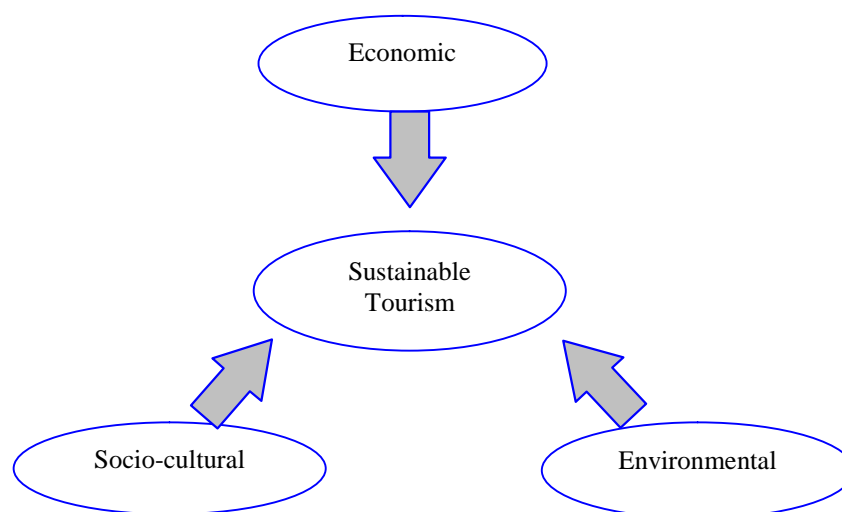 Economic
Sustainable
Tourism
Socio-cultural
Environmental